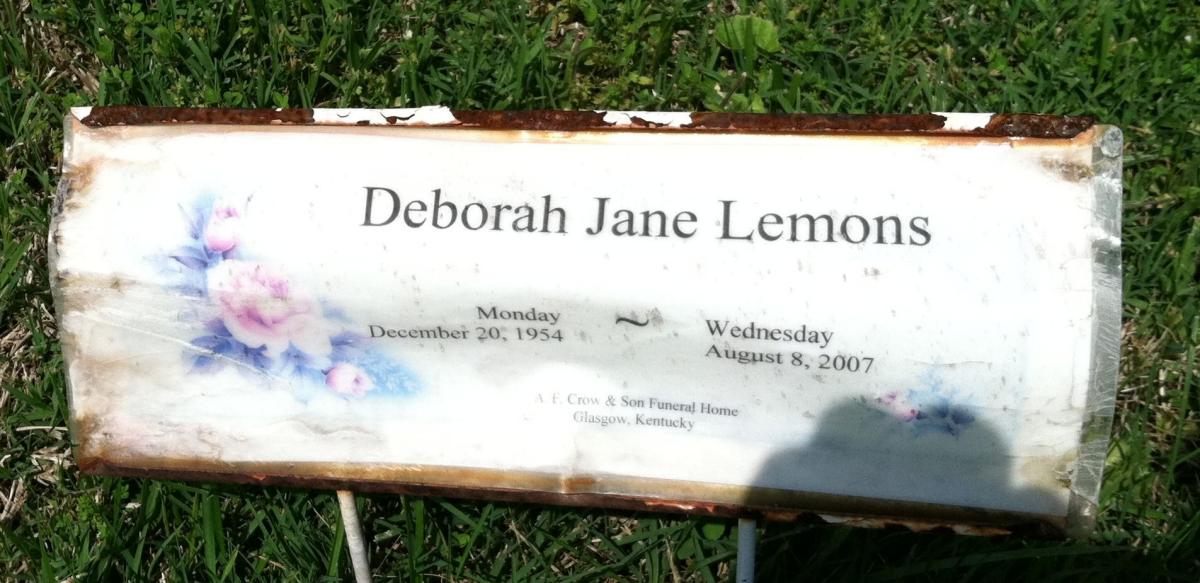 Deborah Jane Lemons
Monday
December 20, 1954
~
Wednesday
August 8, 2007
A. F. Crow & Son Funeral Home
Glasgow, Kentucky